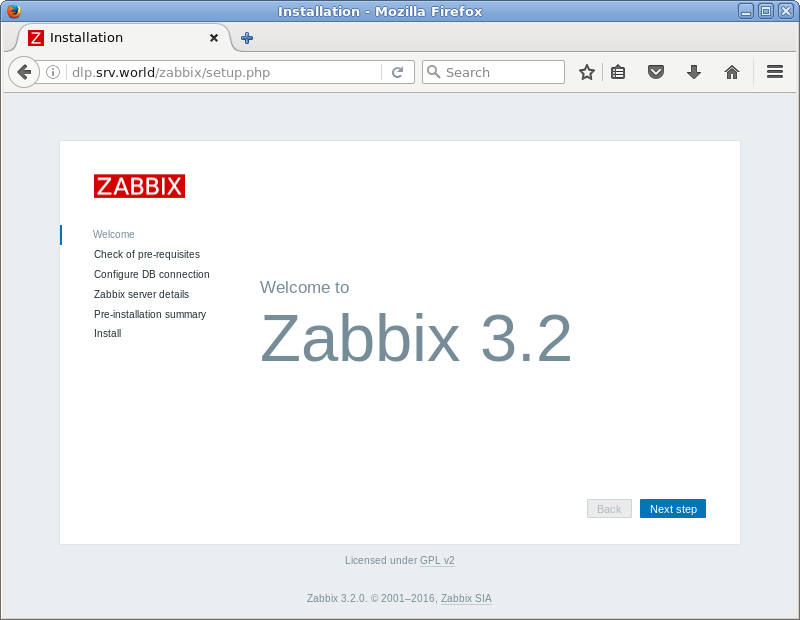 Installation - Mozilla Firefox
Z Installation
dlp.srv.world/zabbix/setup.php
Search
ZABBIX
Welcome
Check of pre-requisites
Configure DB connection
Zabbix server details
Pre-installation summary
Install
Welcome to
Zabbix 3.2
Back
Next step
Licensed under GPL v2
Zabbix 3.2.0. © 2001–2016, Zabbix SIA